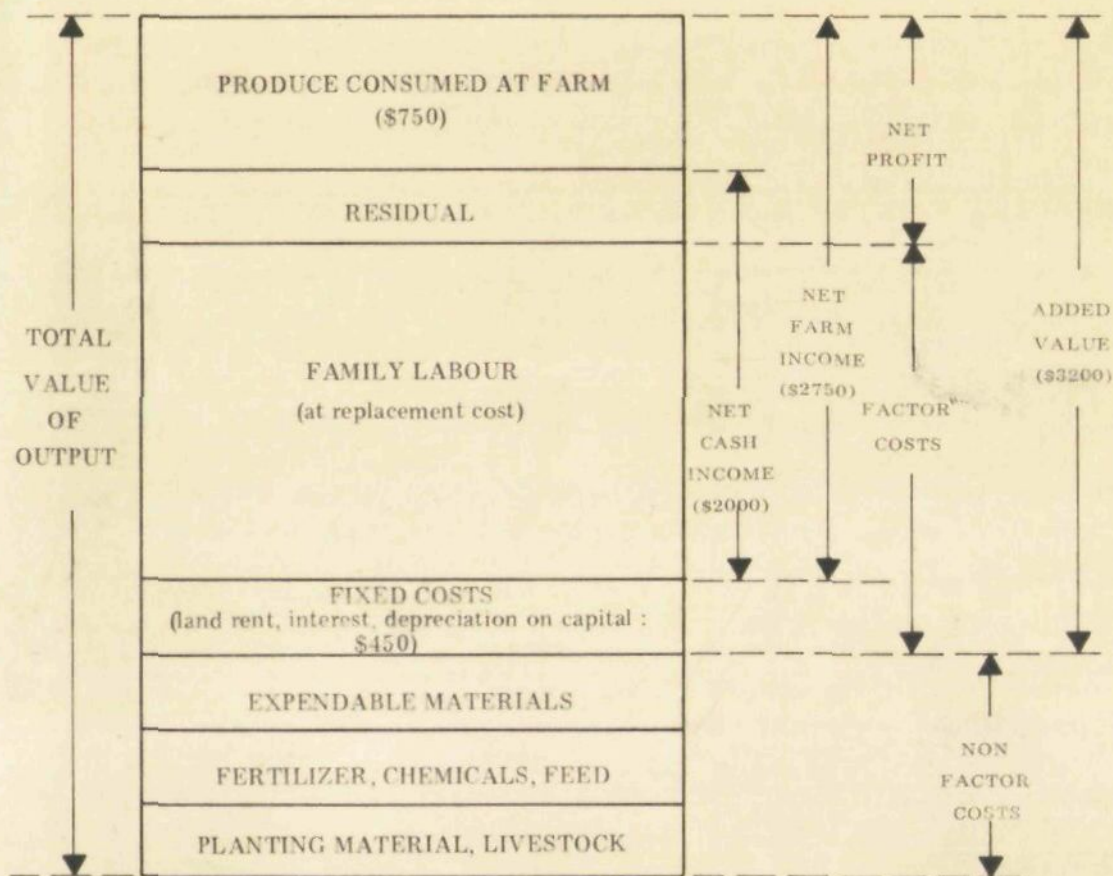 TOTAL
VALUE
OF
OUTPUT
PRODUCE CONSUMED AT FARM
($750)
RESIDUAL
FAMILY LABOUR
(at replacement cost)
FIXED COSTS
(land rent, interest, depreciation on capital :
$450)
EXPENDABLE MATERIALS
FERTILIZER, CHEMICALS, FEED
PLANTING MATERIAL, LIVESTOCK
NET
CASH
INCOME
($2000)
NET
FARM
INCOME
($2750)
NET
PROFIT
FACTOR
COSTS
ADDED
VALUE
($3200)
NON
FACTOR
COSTS